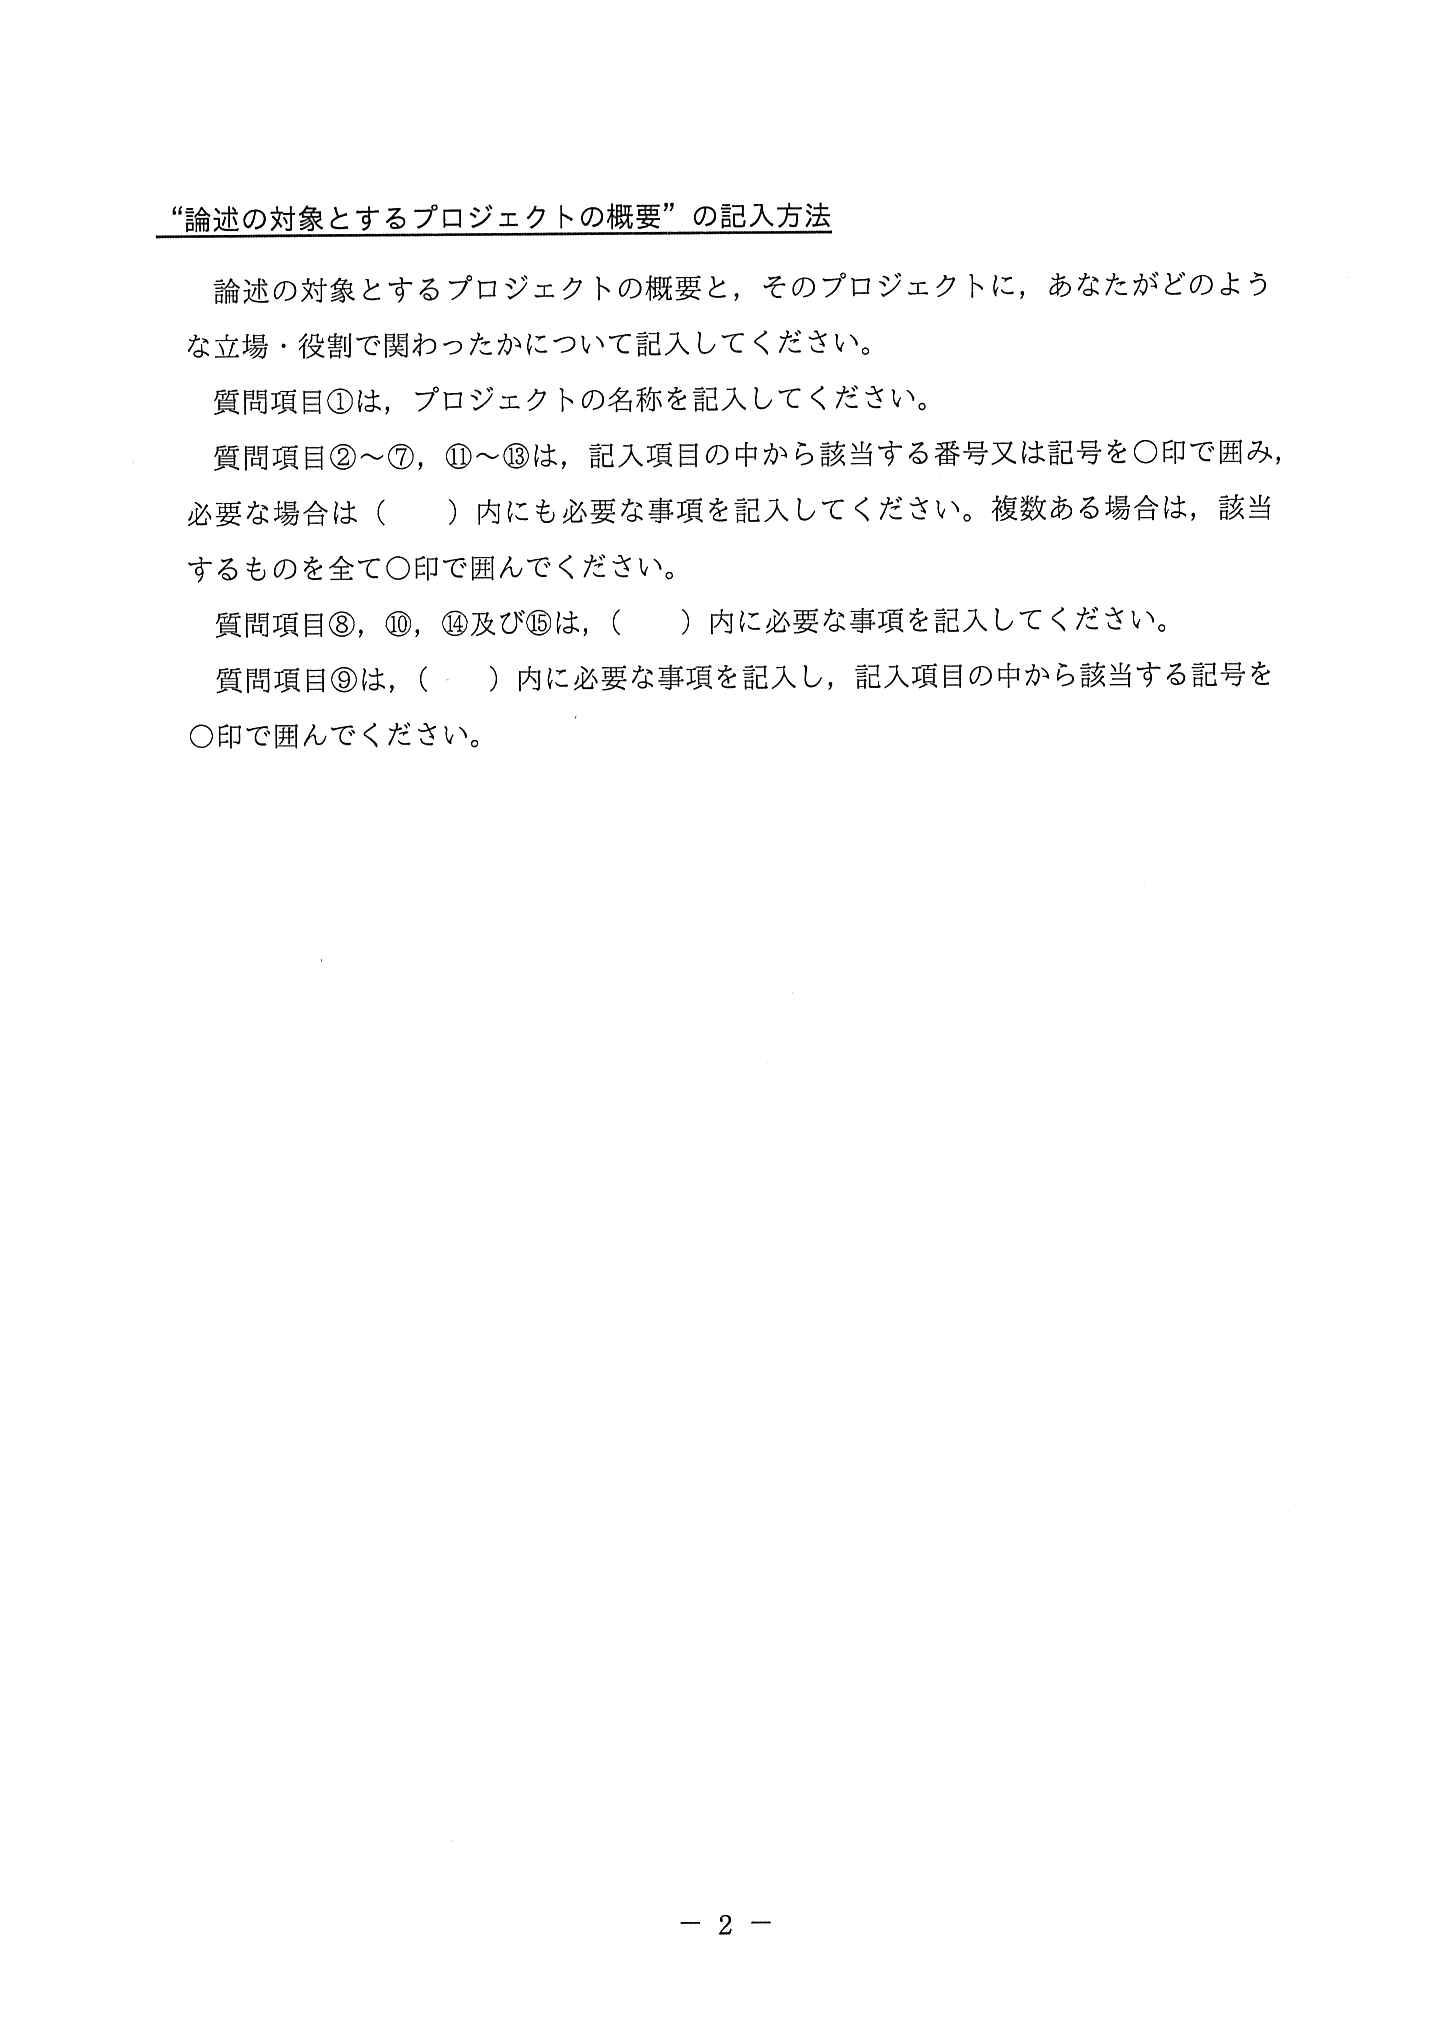 “論述の対象とするプロジェクトの概要”の記入方法
論述の対象とするプロジェクトの概要と，そのプロジェクトに，あなたがどのよう
な立場・役割で関わったかについて記入してください。
質問項目①は，プロジェクトの名称を記入してください。
質問項目②～⑦，⑪～⑬は，記入項目の中から該当する番号又は記号を○印で囲み，
必要な場合は（　　）内にも必要な事項を記入してください。複数ある場合は，該当
するものを全て○印で囲んでください。
質問項目⑧，⑩，⑭及び⑮は，（　　）内に必要な事項を記入してください。
質問項目⑨は，（　　）内に必要な事項を記入し，記入項目の中から該当する記号を
○印で囲んでください。
－ 2 －